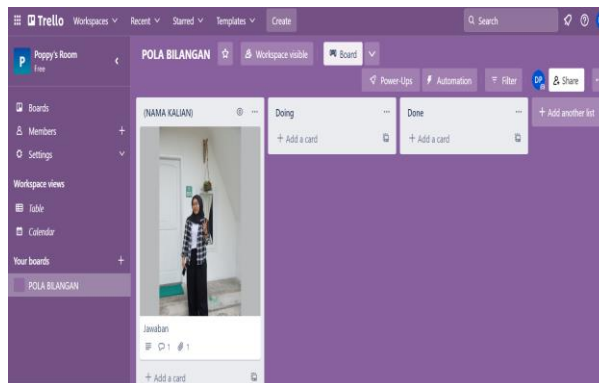 Trello Workspaces Recent Starred Templates Create Search
P Poppy's Room
Free
POLA BILANGAN Workspace visible Board
Power-Ups Automation Filter DP Share
Boards
Members
Settings
Workspace views
Table
Calendar
Your boards
POLA BILANGAN
(NAMA KALIAN)
Jawaban
1 1
+ Add a card
Doing
+ Add a card
Done
+ Add a card
+ Add another list